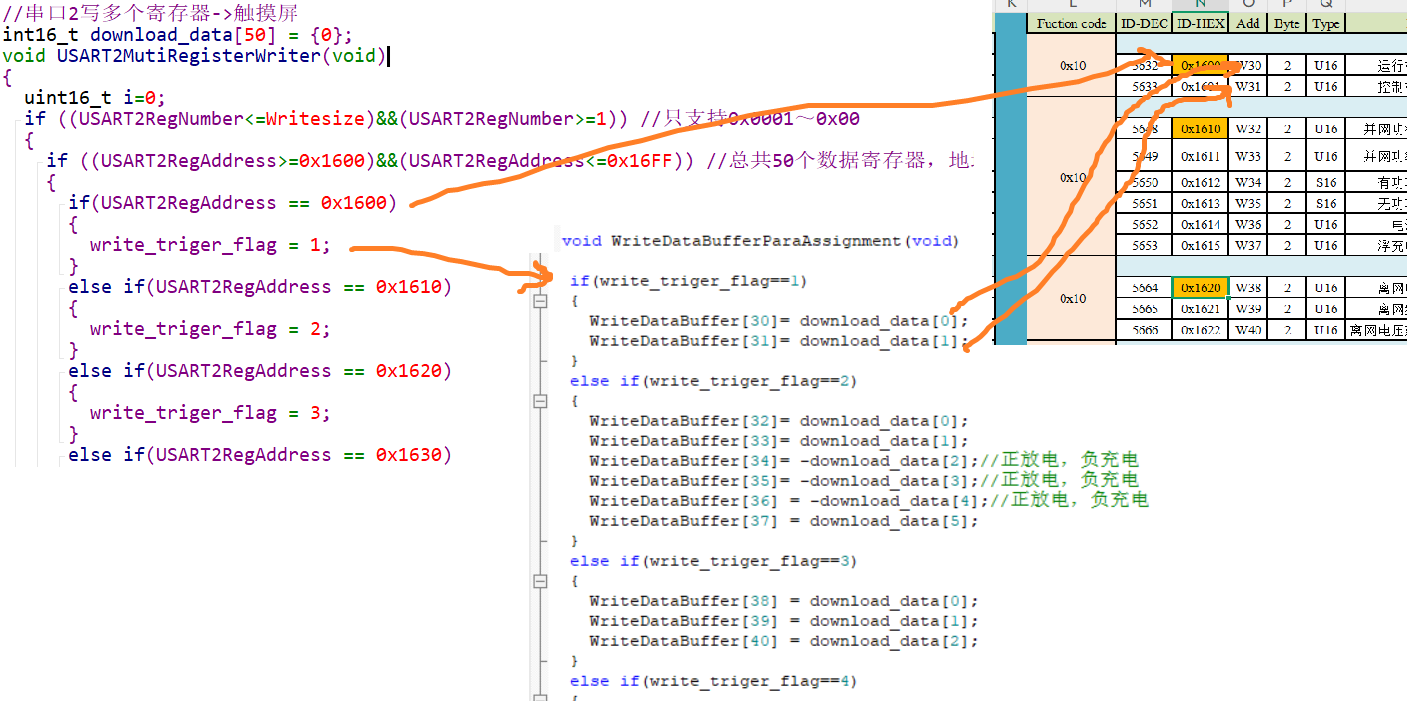 //串口2写多个寄存器->触摸屏
int16_t download_data[50] = {0};
void USART2MutiRegisterWriter(void)
{
uint16_t i=0;
if ((USART2RegNumber<=Writesize)&&(USART2RegNumber>=1)) //只支持0x0001～0x00
{
if ((USART2RegAddress>=0x1600)&&(USART2RegAddress<=0x16FF)) //总共50个数据寄存器，地
{
if(USART2RegAddress == 0x1600)
{
write_triger_flag = 1;
}
else if(USART2RegAddress == 0x1610)
{
write_triger_flag = 2;
}
else if(USART2RegAddress == 0x1620)
{
write_triger_flag = 3;
}
else if(USART2RegAddress == 0x1630)
void WriteDataBufferParaAssignment(void)
if(write_triger_flag==1)
{
WriteDataBuffer[30]= download_data[0];
WriteDataBuffer[31]= download_data[1];
}
else if(write_triger_flag==2)
{
WriteDataBuffer[32]= download_data[0];
WriteDataBuffer[33]= download_data[1];
WriteDataBuffer[34]= -download_data[2];//正放电，负充电
WriteDataBuffer[35]= -download_data[3];//正放电，负充电
WriteDataBuffer[36] = -download_data[4];//正放电，负充电
WriteDataBuffer[37] = download_data[5];
}
else if(write_triger_flag==3)
{
WriteDataBuffer[38] = download_data[0];
WriteDataBuffer[39] = download_data[1];
WriteDataBuffer[40] = download_data[2];
}
else if(write_triger_flag==4)
{
K L M N O P Q
Fuction code ID-DEC ID-HEX Add Byte Type
0x10 5632 0x1600 W30 2 U16 运行
5633 0x1601 W31 2 U16 控制
0x10
5648 0x1610 W32 2 U16 并网功
5649 0x1611 W33 2 U16 并网功
5650 0x1612 W34 2 S16 有功
5651 0x1613 W35 2 S16 无功
5652 0x1614 W36 2 U16
5653 0x1615 W37 2 U16 浮充
0x10
5664 0x1620 W38 2 U16 离网
5665 0x1621 W39 2 U16 离网
5666 0x1622 W40 2 U16 离网电压